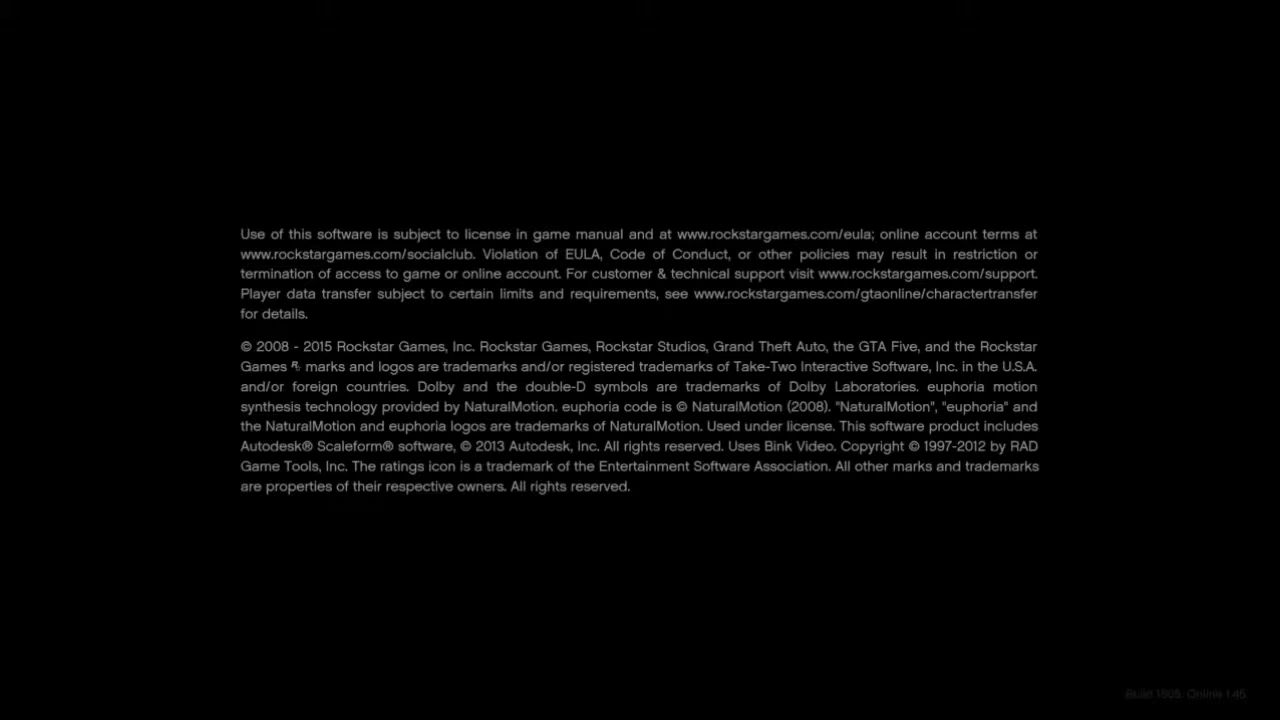 Use of this software is subject to license in game manual and at www.rockstargames.com/eula; online account terms at
www.rockstargames.com/socialclub. Violation of EULA, Code of Conduct, or other policies may result in restriction or
termination of access to game or online account. For customer & technical support visit www.rockstargames.com/support.
Player data transfer subject to certain limits and requirements, see www.rockstargames.com/gtaonline/charactertransfer
for details.
© 2008 - 2015 Rockstar Games, Inc. Rockstar Games, Rockstar Studios, Grand Theft Auto, the GTA Five, and the Rockstar
Games R* marks and logos are trademarks and/or registered trademarks of Take-Two Interactive Software, Inc. in the U.S.A.
and/or foreign countries. Dolby and the double-D symbols are trademarks of Dolby Laboratories. euphoria motion
synthesis technology provided by NaturalMotion. euphoria code is © NaturalMotion (2008). "NaturalMotion", "euphoria" and
the NaturalMotion and euphoria logos are trademarks of NaturalMotion. Used under license. This software product includes
Autodesk® Scaleform® software, © 2013 Autodesk, Inc. All rights reserved. Uses Bink Video. Copyright © 1997-2012 by RAD
Game Tools, Inc. The ratings icon is a trademark of the Entertainment Software Association. All other marks and trademarks
are properties of their respective owners. All rights reserved.
Build Online 1.45